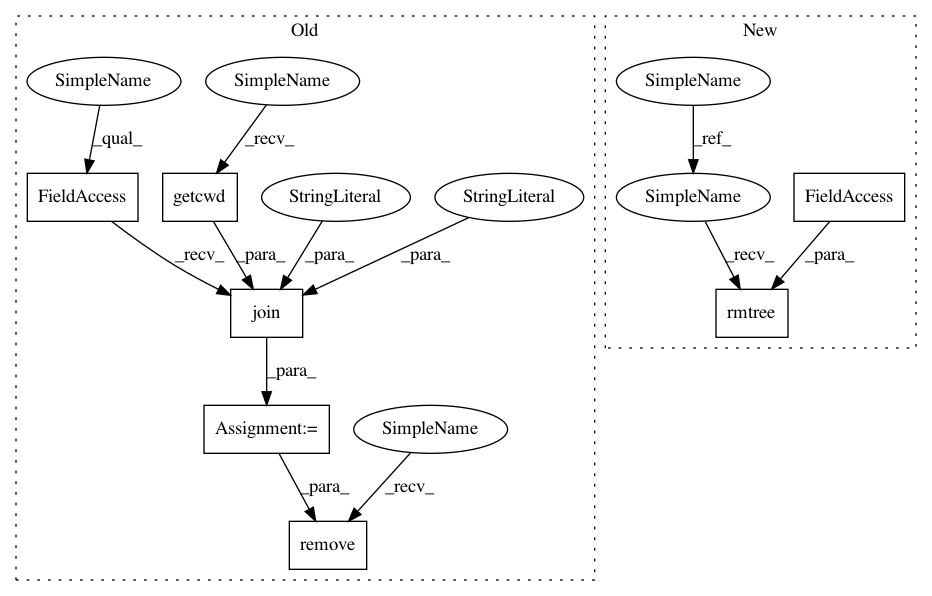 Old
New
SimpleName
SimpleName
SimpleName
_qual_
_recv_
_ref_
FieldAccess
getcwd
StringLiteral
StringLiteral
SimpleName
FieldAccess
_recv_
_para_
_para_
_para_
_recv_
_para_
join
rmtree
_para_
Assignment:=
SimpleName
_para_
_recv_
remove